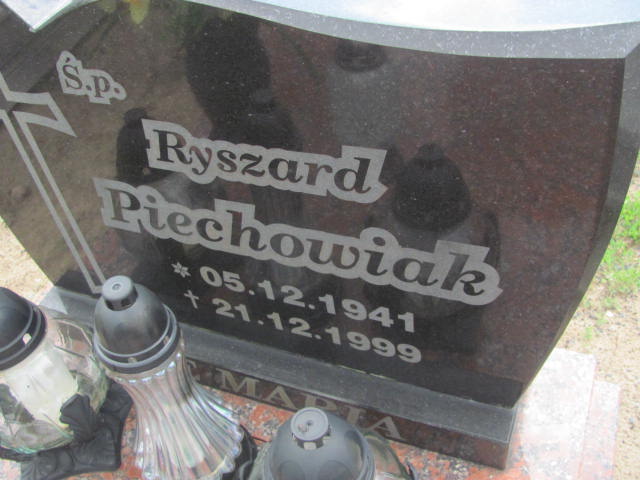 Ś.p.
Ryszard
Piechowiak
* 05.12.1941
† 21.12.1999
MARIA